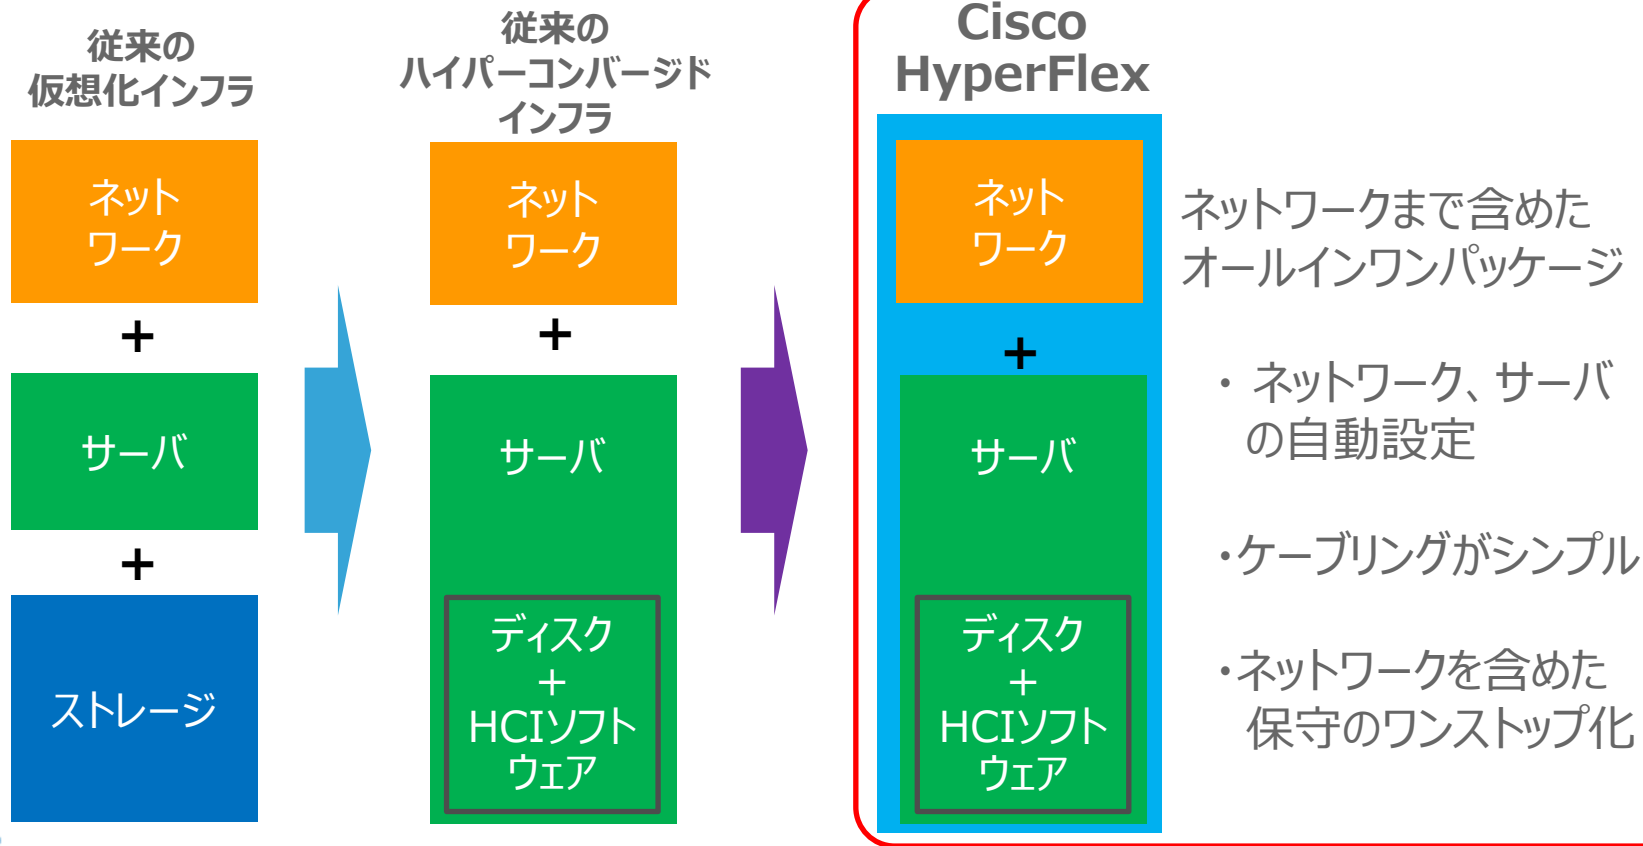 従来の
仮想化インフラ
ネット
ワーク
+
サーバ
+
ストレージ
従来の
ハイパーコンバージド
インフラ
ネット
ワーク
+
サーバ
ディスク
+
HCIソフト
ウェア
Cisco
HyperFlex
ネット
ワーク
+
サーバ
ディスク
+
HCIソフト
ウェア
ネットワークまで含めた
オールインワンパッケージ
・ ネットワーク、サーバ
の自動設定
・ケーブリングがシンプル
・ネットワークを含めた
保守のワンストップ化